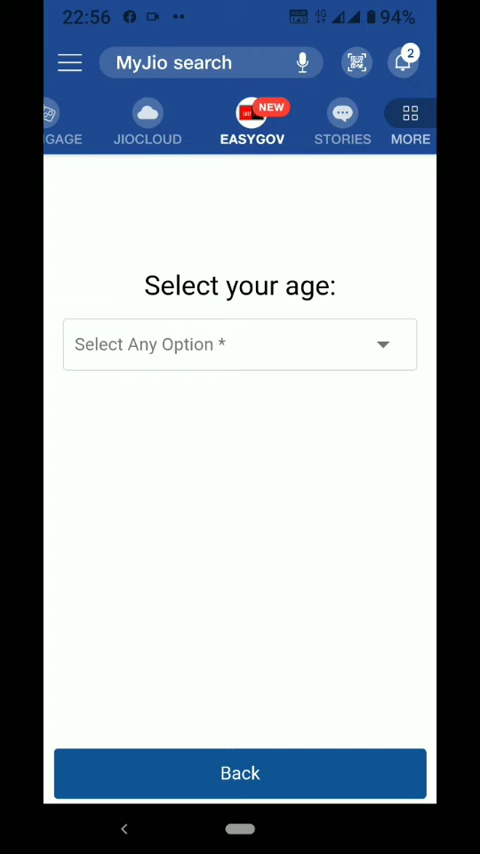 22:56 4G 94%
MyJio search
2
NEW
GAGE JIOCLOUD EASYGOV STORIES MORE
Select your age:
Select Any Option *
Back